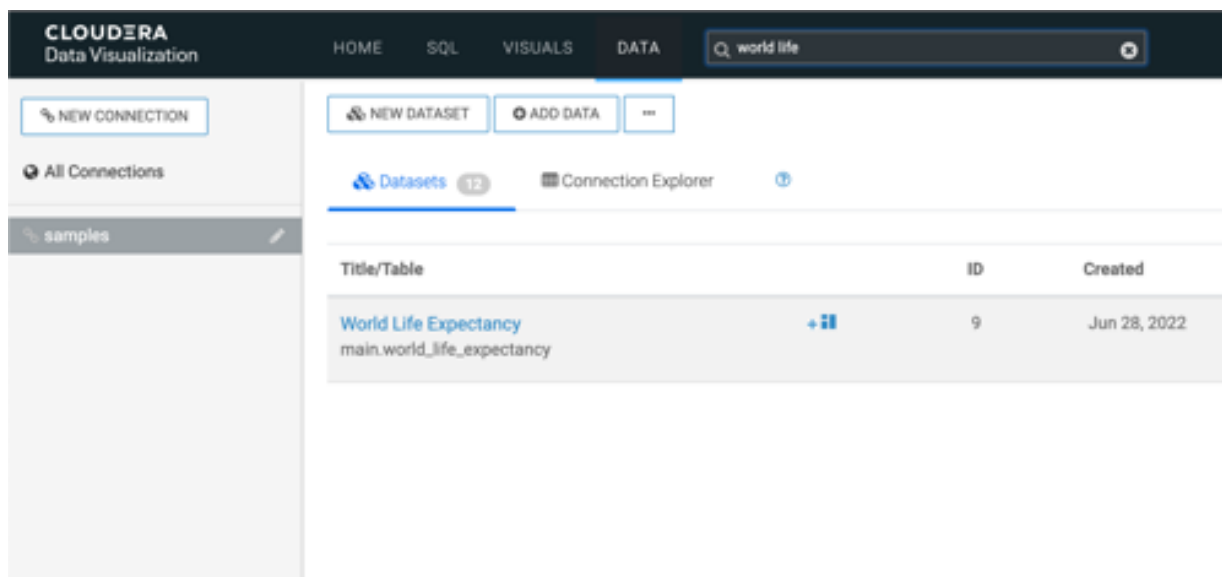 CLOUDERA
Data Visualization
HOME SQL VISUALS DATA world life
NEW CONNECTION
All Connections
samples
NEW DATASET ADD DATA ...
Datasets 12 Connection Explorer ?
Title/Table ID Created
World Life Expectancy + 9 Jun 28, 2022
main.world_life_expectancy